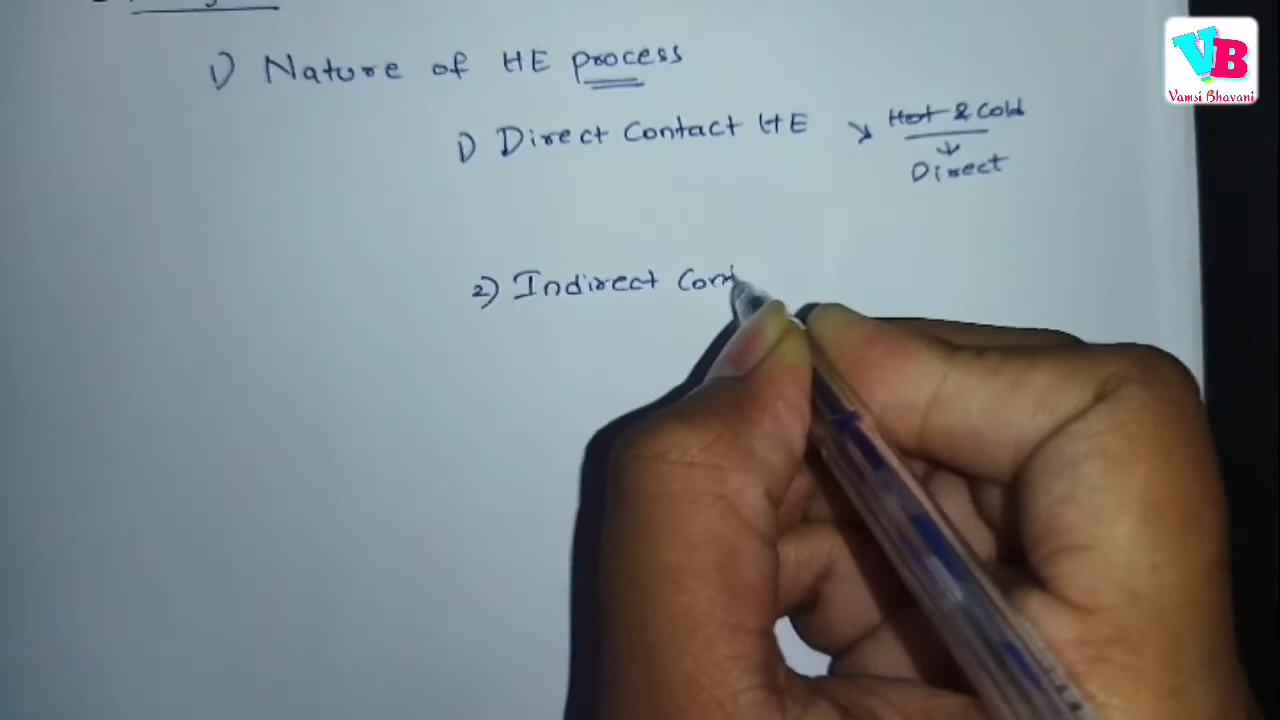 1) Nature of HE process
1) Direct Contact HE → Hot & Cold
↓
Direct
2) Indirect Con
VB
Vamsi Bhavani